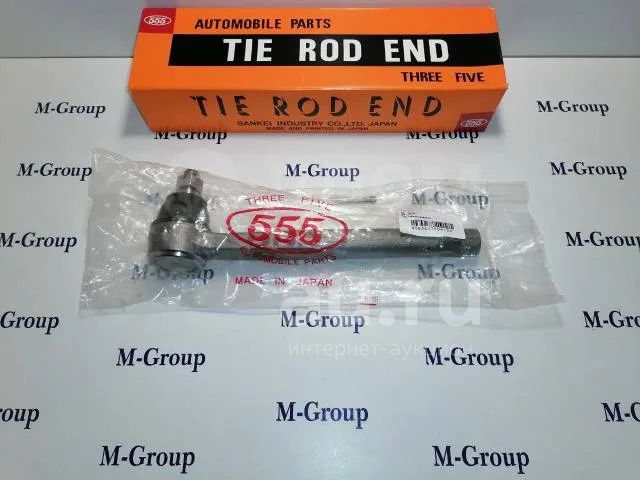 555
AUTOMOBILE PARTS
TIE ROD END
THREE FIVE
TIE ROD END
555
SANKEI INDUSTRY CO., LTD. JAPAN
MADE AND PRINTED IN JAPAN
M-Group
M-Group
M-Group
M-Group
M-Group
M-Group
THREE FIVE
555
AUTOMOBILE PARTS
MADE IN JAPAN
M-Group
M-Group
M-Group
M-Group
M-Group
M-Group
M-Group
M-Group
M-Group
M-Group
интернет-аукцион